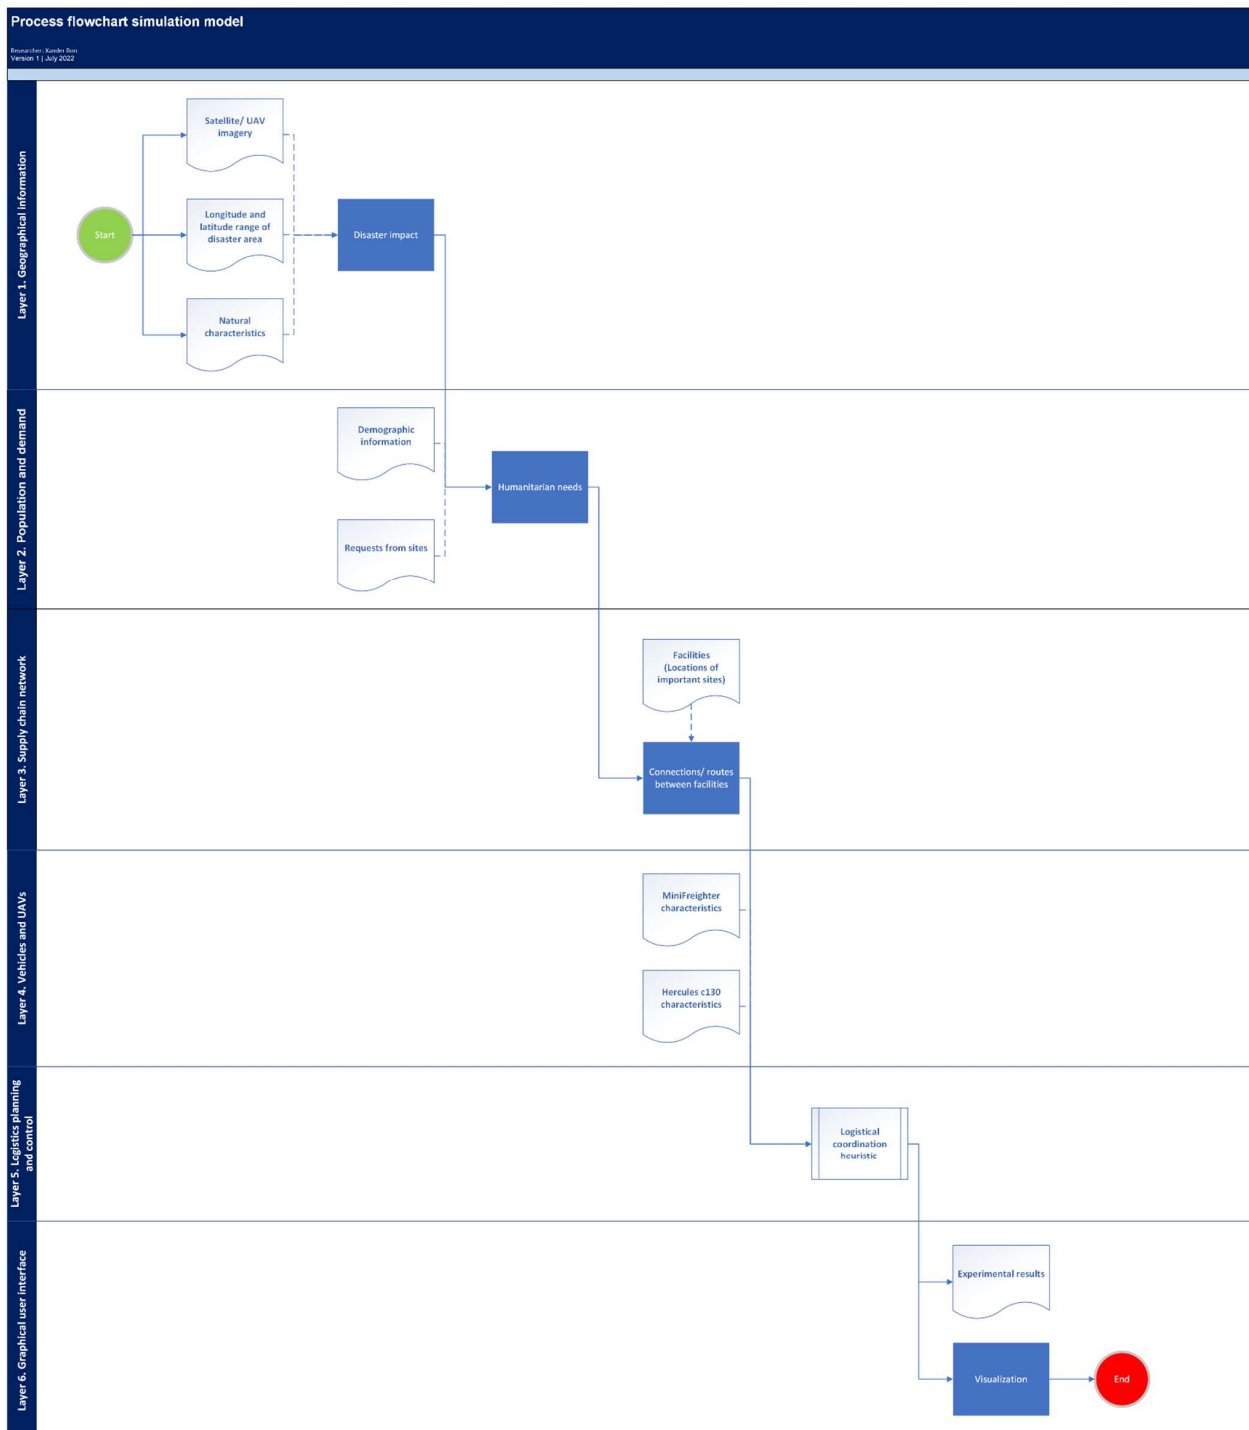 Process flowchart simulation model
Researcher: Xander Bon
Version 1 | July 2022
Layer 1. Geographical information
Satellite/ UAV
imagery
Start
Longitude and
latitude range of
disaster area
Disaster impact
Natural
characteristics
Layer 2. Population and demand
Demographic
information
Humanitarian needs
Requests from sites
Layer 3. Supply chain network
Facilities
(Locations of
important sites)
Connections/ routes
between facilities
Layer 4. Vehicles and UAVs
MiniFreighter
characteristics
Hercules c130
characteristics
Layer 5. Logistics planning
and control
Logistical
coordination
heuristic
Layer 6. Graphical user interface
Experimental results
Visualization
End